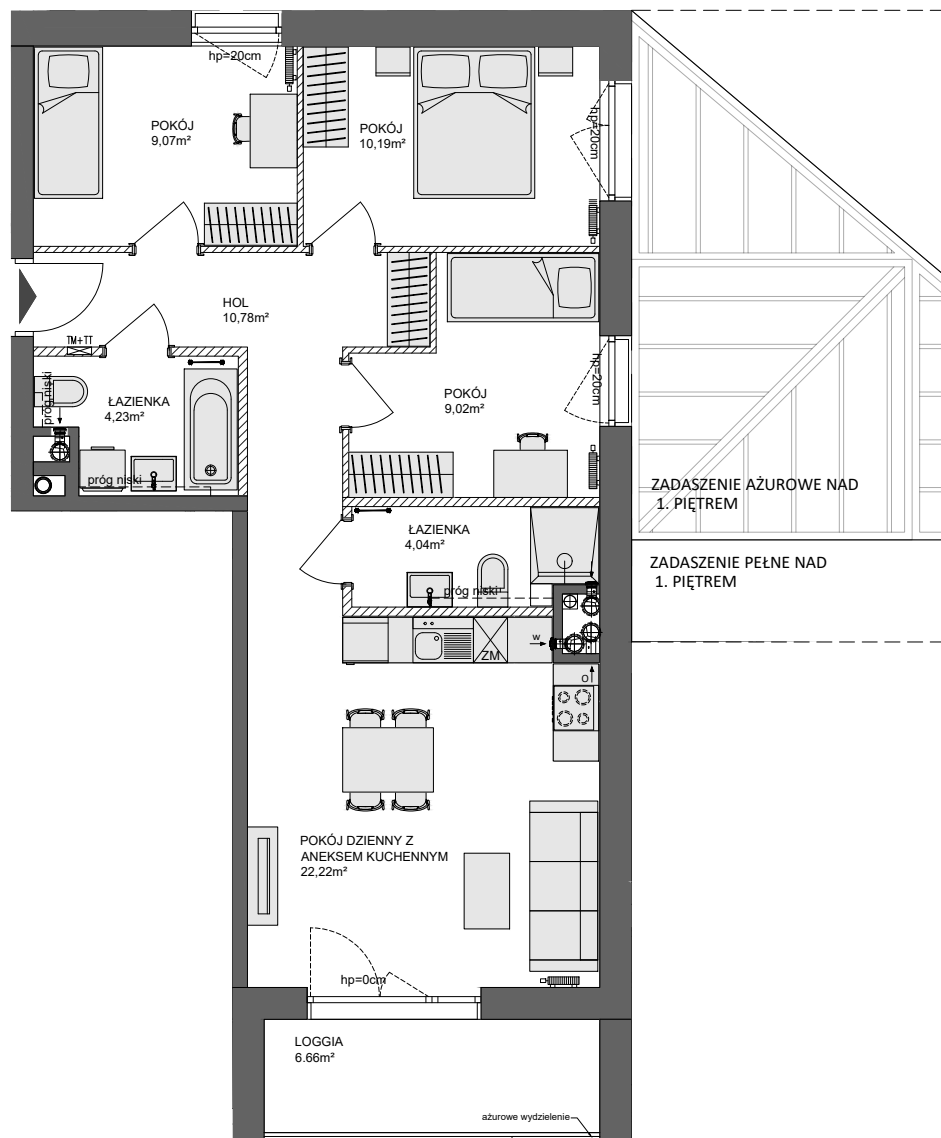 hp=20cm
POKÓJ
9,07m²
POKÓJ
10,19m²
hp=20cm
HOL
10,78m²
TM+TT
próg niski
ŁAZIENKA
4,23m²
próg niski
hp=20cm
POKÓJ
9,02m²
ZADASZENIE AŻUROWE NAD
1. PIĘTREM
ŁAZIENKA
4,04m²
próg niski
ZADASZENIE PEŁNE NAD
1. PIĘTREM
w
ZM
O
POKÓJ DZIENNY Z
ANEKSEM KUCHENNYM
22,22m²
hp=0cm
LOGGIA
6.66m²
ażurowe wydzielenie